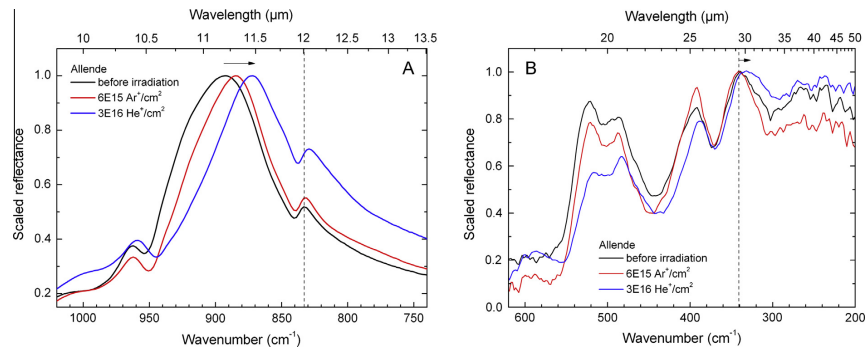 Wavelength (µm)
10 10.5 11 11.5 12 12.5 13 13.5
Allende
before irradiation
6E15 Ar⁺/cm²
3E16 He⁺/cm²
A
Scaled reflectance
1.0
0.8
0.6
0.4
0.2
1000 950 900 850 800 750
Wavenumber (cm⁻¹)
Wavelength (µm)
20 25 30 35 40 45 50
B
Scaled reflectance
1.0
0.8
0.6
0.4
0.2
0.0
Allende
before irradiation
6E15 Ar⁺/cm²
3E16 He⁺/cm²
600 500 400 300 200
Wavenumber (cm⁻¹)